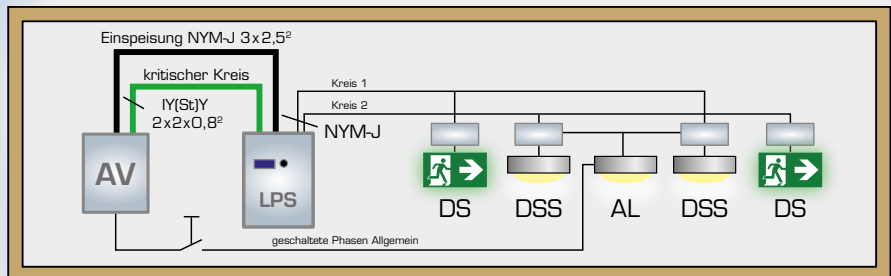 Einspeisung NYM-J 3x2,5²
kritischer Kreis
IY(St)Y
2x2x0,8²
Kreis 1
Kreis 2
NYM-J
AV
LPS
DS
DSS
AL
DSS
DS
geschaltete Phasen Allgemein